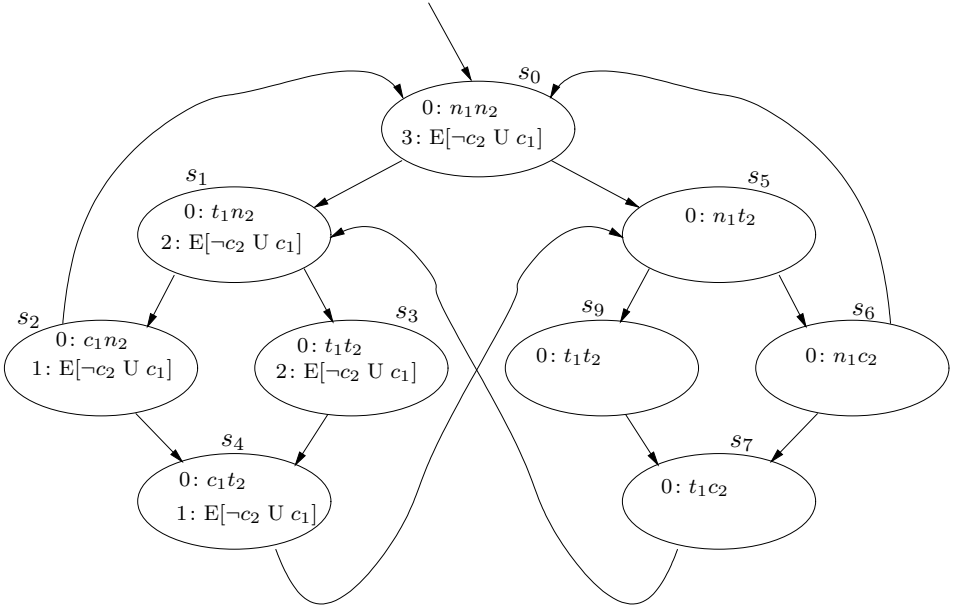 s₀
0: n₁n₂
3: E[¬c₂ U c₁]
s₁
0: t₁n₂
2: E[¬c₂ U c₁]
s₅
0: n₁t₂
s₂
0: c₁n₂
1: E[¬c₂ U c₁]
s₃
0: t₁t₂
2: E[¬c₂ U c₁]
s₉
0: t₁t₂
s₆
0: n₁c₂
s₄
0: c₁t₂
1: E[¬c₂ U c₁]
s₇
0: t₁c₂